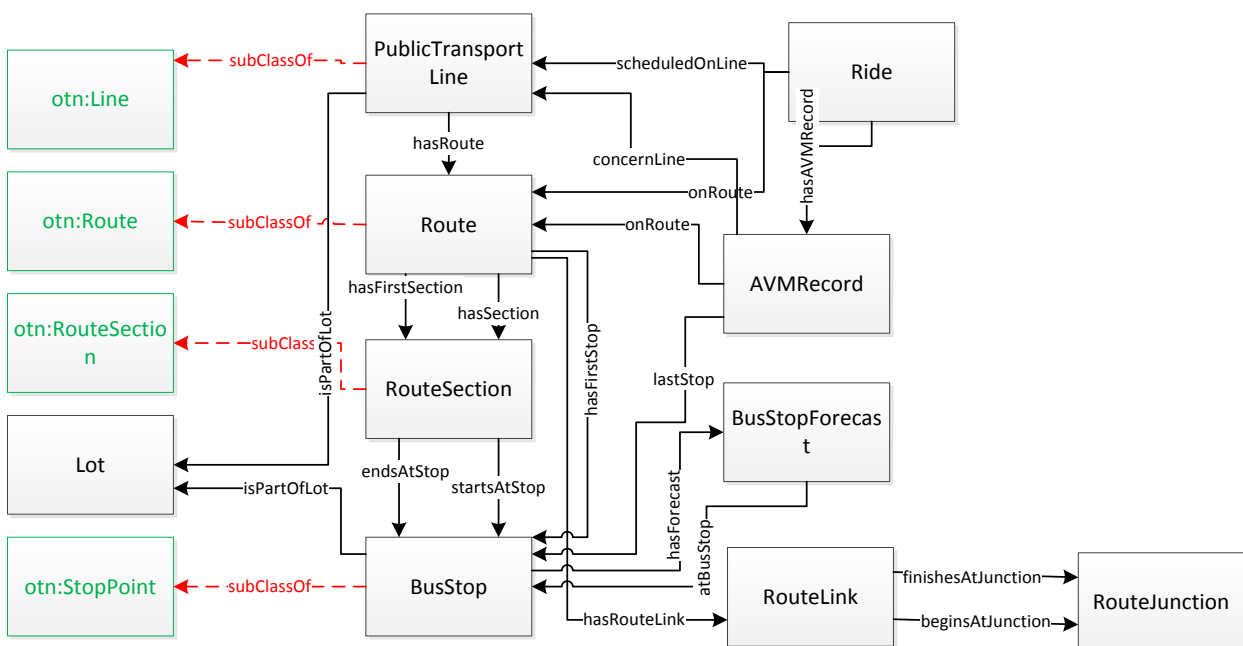 PublicTransport
Line
Ride
otn:Line
subClassOf
scheduledOnLine
hasAVMRecord
hasRoute
concernLine
otn:Route
subClassOf
Route
onRoute
onRoute
AVMRecord
hasFirstSection
hasSection
otn:RouteSectio
n
subClass
isPartOfLot
hasFirstStop
RouteSection
lastStop
BusStopForecas
t
Lot
endsAtStop
startsAtStop
isPartOfLot
hasForecast
atBusStop
otn:StopPoint
subClassOf
BusStop
hasRouteLink
RouteLink
finishesAtJunction
beginsAtJunction
RouteJunction